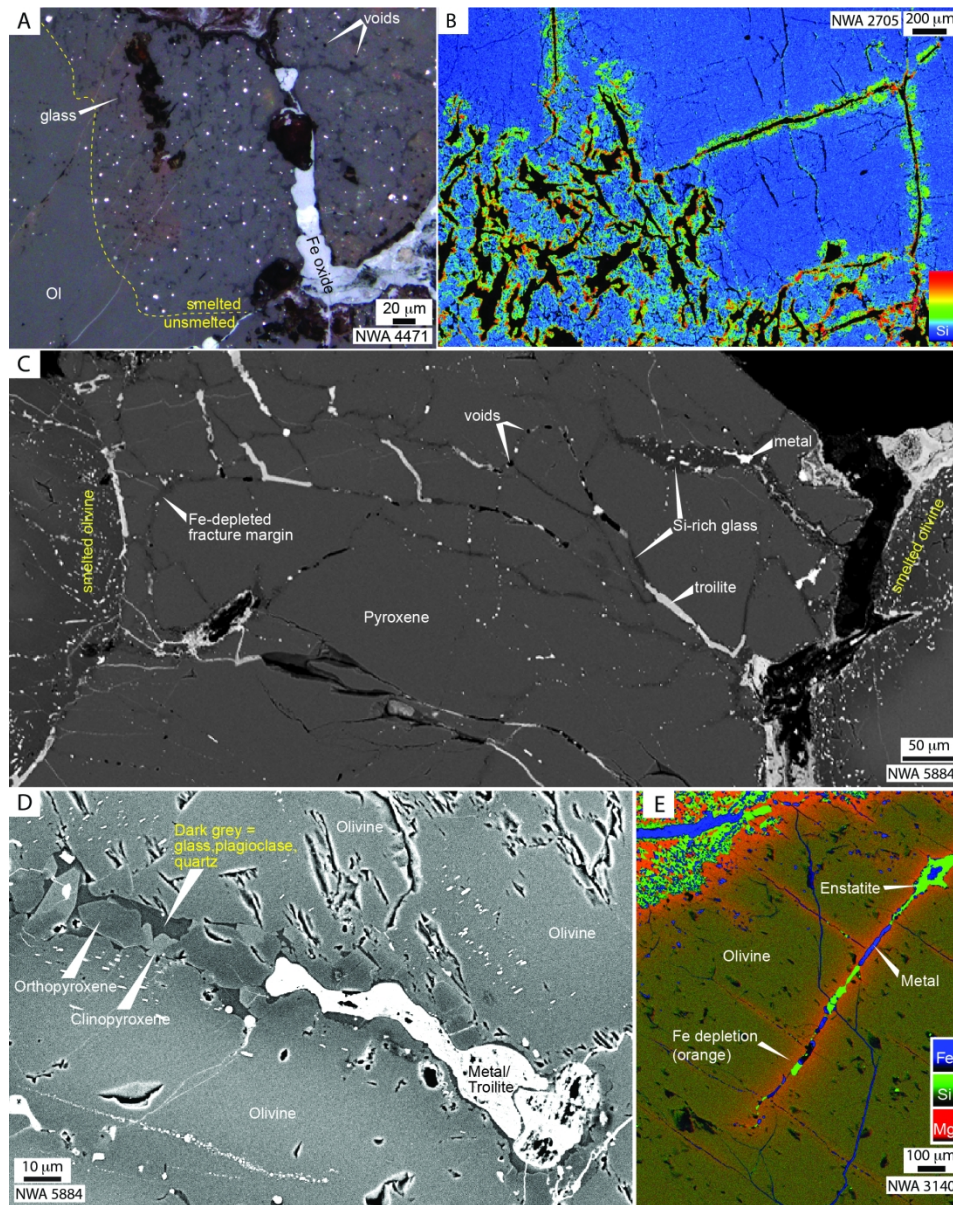 A
voids
glass
Fe oxide
Ol
smelted
unsmelted
20 μm
NWA 4471
B
NWA 2705
200 μm
Si
C
voids
metal
smelted olivine
Fe-depleted
fracture margin
Si-rich glass
smelted olivine
troilite
Pyroxene
50 μm
NWA 5884
D
Dark grey =
glass,plagioclase,
quartz
Olivine
Olivine
Orthopyroxene
Clinopyroxene
Metal/
Troilite
Olivine
10 μm
NWA 5884
E
Enstatite
Olivine
Metal
Fe depletion
(orange)
Fe
Si
Mg
100 μm
NWA 3140